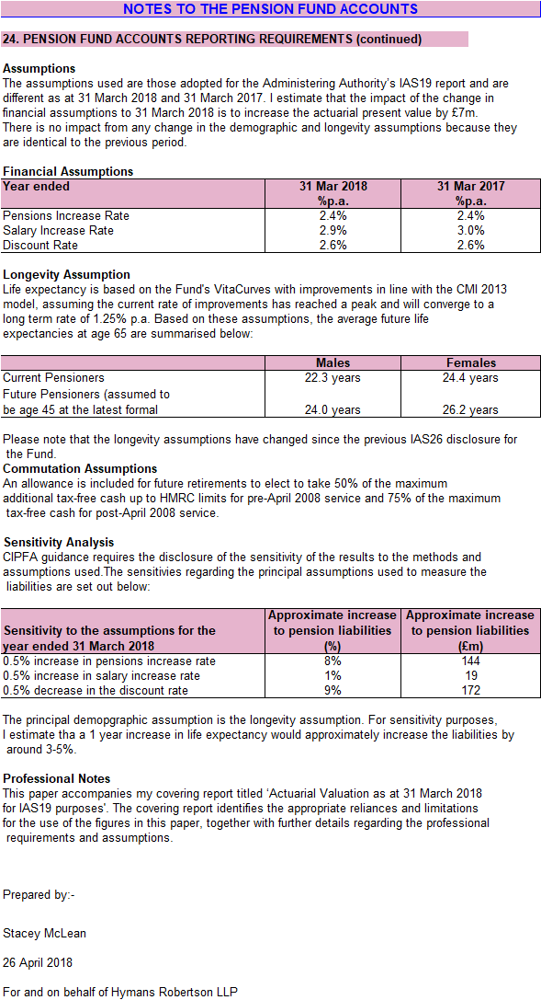 NOTES TO THE PENSION FUND ACCOUNTS
24. PENSION FUND ACCOUNTS REPORTING REQUIREMENTS (continued)
Assumptions
The assumptions used are those adopted for the Administering Authority's IAS19 report and are
different as at 31 March 2018 and 31 March 2017. I estimate that the impact of the change in
financial assumptions to 31 March 2018 is to increase the actuarial present value by £7m.
There is no impact from any change in the demographic and longevity assumptions because they
are identical to the previous period.
Financial Assumptions
Year ended 31 Mar 2018 31 Mar 2017
%p.a. %p.a.
Pensions Increase Rate 2.4% 2.4%
Salary Increase Rate 2.9% 3.0%
Discount Rate 2.6% 2.6%
Longevity Assumption
Life expectancy is based on the Fund's VitaCurves with improvements in line with the CMI 2013
model, assuming the current rate of improvements has reached a peak and will converge to a
long term rate of 1.25% p.a. Based on these assumptions, the average future life
expectancies at age 65 are summarised below:
Males Females
Current Pensioners 22.3 years 24.4 years
Future Pensioners (assumed to
be age 45 at the latest formal 24.0 years 26.2 years
Please note that the longevity assumptions have changed since the previous IAS26 disclosure for
the Fund.
Commutation Assumptions
An allowance is included for future retirements to elect to take 50% of the maximum
additional tax-free cash up to HMRC limits for pre-April 2008 service and 75% of the maximum
tax-free cash for post-April 2008 service.
Sensitivity Analysis
CIPFA guidance requires the disclosure of the sensitivity of the results to the methods and
assumptions used.The sensitivies regarding the principal assumptions used to measure the
liabilities are set out below:
Approximate increase Approximate increase
Sensitivity to the assumptions for the to pension liabilities to pension liabilities
year ended 31 March 2018 (%) (£m)
0.5% increase in pensions increase rate 8% 144
0.5% increase in salary increase rate 1% 19
0.5% decrease in the discount rate 9% 172
The principal demopgraphic assumption is the longevity assumption. For sensitivity purposes,
I estimate tha a 1 year increase in life expectancy would approximately increase the liabilities by
around 3-5%.
Professional Notes
This paper accompanies my covering report titled 'Actuarial Valuation as at 31 March 2018
for IAS19 purposes'. The covering report identifies the appropriate reliances and limitations
for the use of the figures in this paper, together with further details regarding the professional
requirements and assumptions.
Prepared by:-
Stacey McLean
26 April 2018
For and on behalf of Hymans Robertson LLP